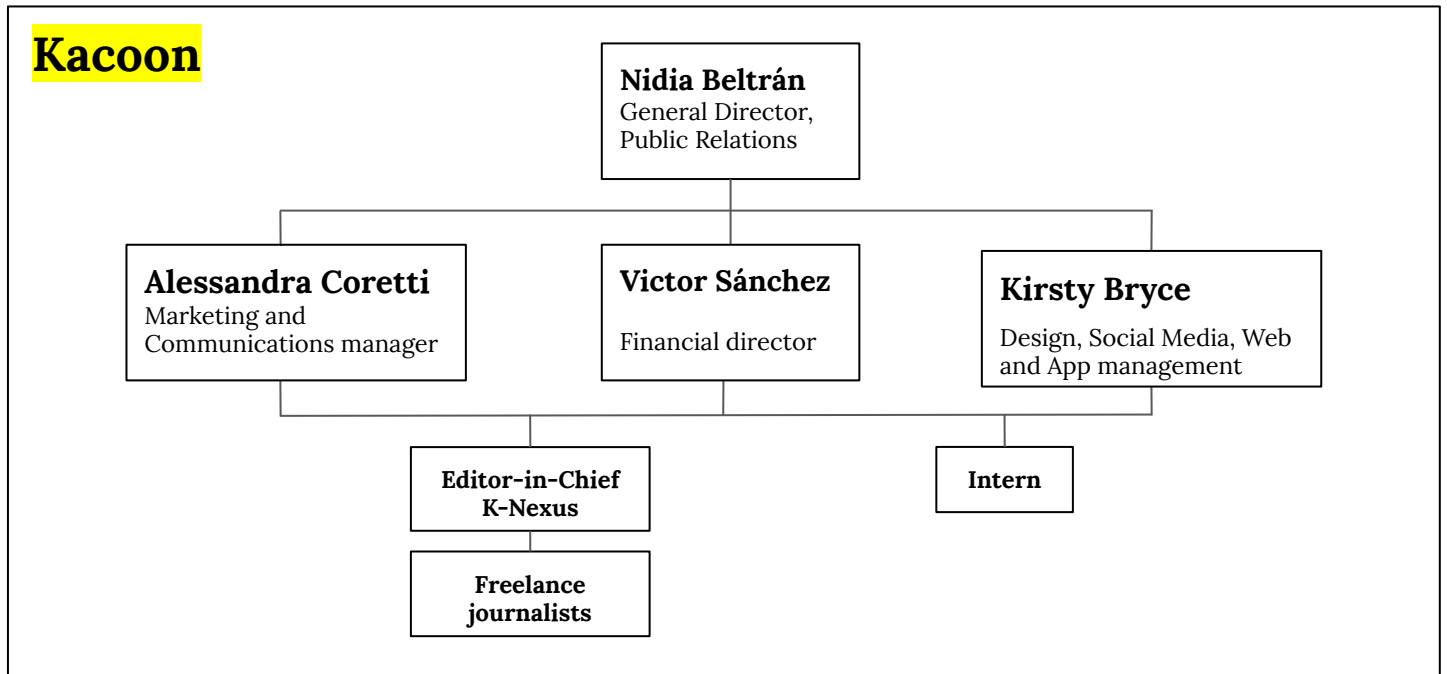 Kacoon
Nidia Beltrán
General Director,
Public Relations
Alessandra Coretti
Marketing and
Communications manager
Victor Sánchez
Financial director
Kirsty Bryce
Design, Social Media, Web
and App management
Editor-in-Chief
K-Nexus
Intern
Freelance
journalists